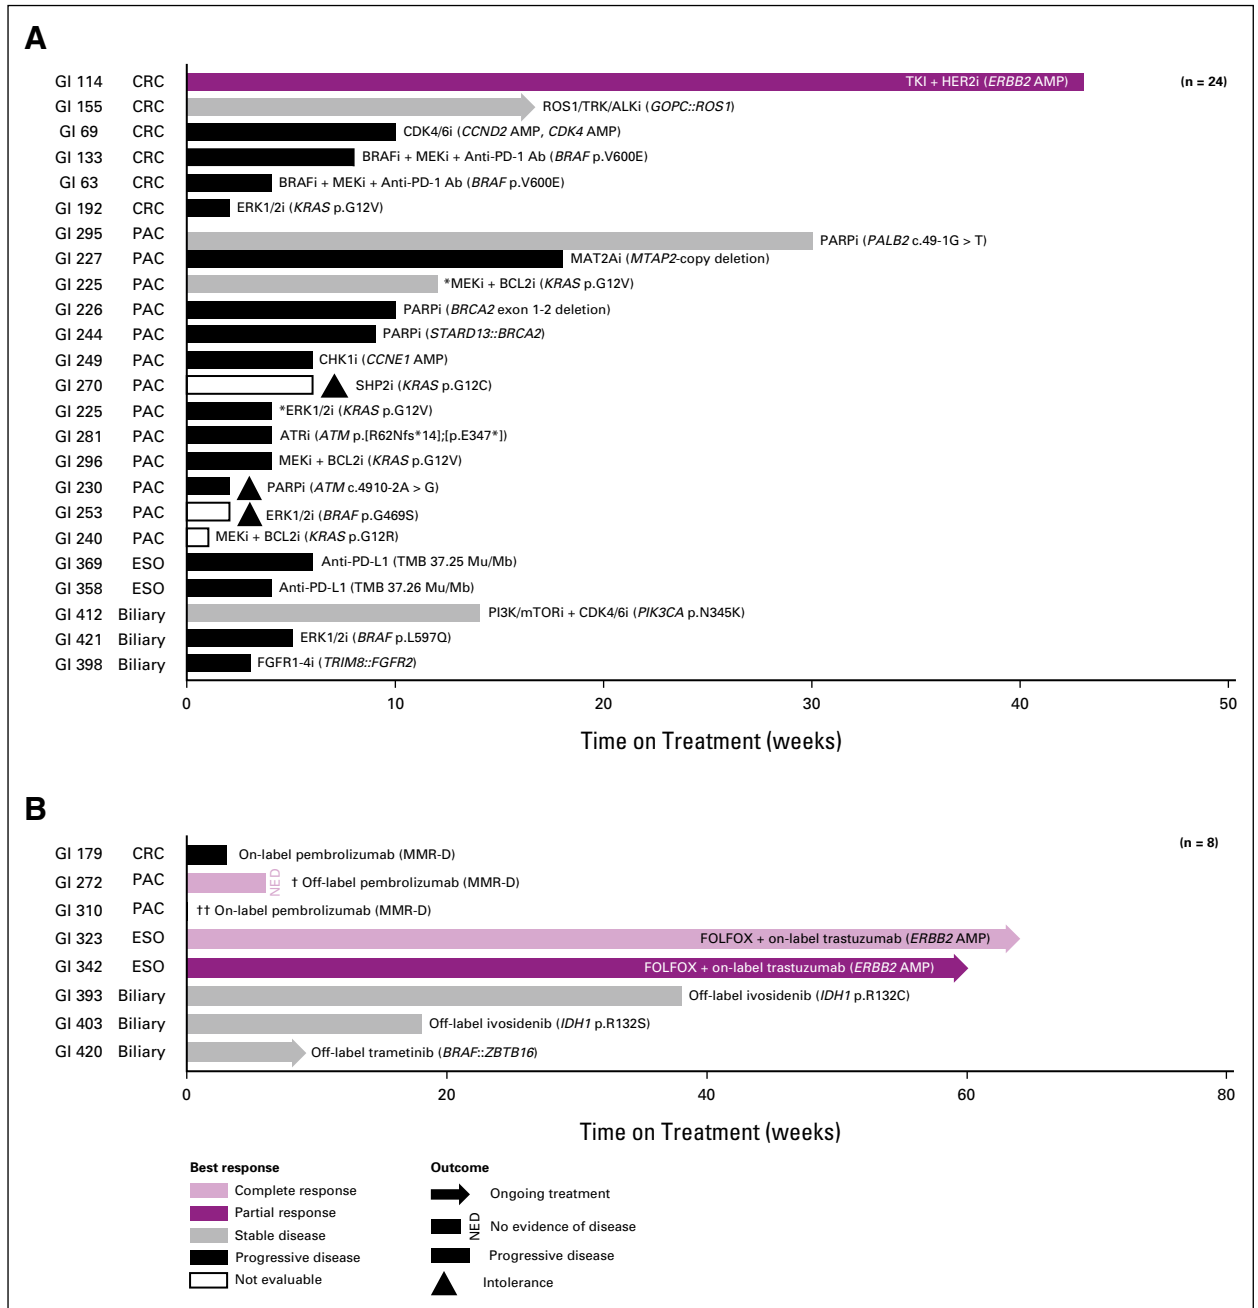 A
GI 114 CRC TKI + HER2i (ERBB2 AMP) (n = 24)
GI 155 CRC ROS1/TRK/ALKi (GOPC::ROS1)
GI 69 CRC CDK4/6i (CCND2 AMP, CDK4 AMP)
GI 133 CRC BRAFi + MEKi + Anti-PD-1 Ab (BRAF p.V600E)
GI 63 CRC BRAFi + MEKi + Anti-PD-1 Ab (BRAF p.V600E)
GI 192 CRC ERK1/2i (KRAS p.G12V)
GI 295 PAC PARPi (PALB2 c.49-1G > T)
GI 227 PAC MAT2Ai (MTAP2-copy deletion)
GI 225 PAC *MEKi + BCL2i (KRAS p.G12V)
GI 226 PAC PARPi (BRCA2 exon 1-2 deletion)
GI 244 PAC PARPi (STARD13::BRCA2)
GI 249 PAC CHK1i (CCNE1 AMP)
GI 270 PAC SHP2i (KRAS p.G12C)
GI 225 PAC *ERK1/2i (KRAS p.G12V)
GI 281 PAC ATRi (ATM p.[R62Nfs*14];[p.E347*])
GI 296 PAC MEKi + BCL2i (KRAS p.G12V)
GI 230 PAC PARPi (ATM c.4910-2A > G)
GI 253 PAC ERK1/2i (BRAF p.G469S)
GI 240 PAC MEKi + BCL2i (KRAS p.G12R)
GI 369 ESO Anti-PD-L1 (TMB 37.25 Mu/Mb)
GI 358 ESO Anti-PD-L1 (TMB 37.26 Mu/Mb)
GI 412 Biliary PI3K/mTORi + CDK4/6i (PIK3CA p.N345K)
GI 421 Biliary ERK1/2i (BRAF p.L597Q)
GI 398 Biliary FGFR1-4i (TRIM8::FGFR2)
0 10 20 30 40 50
Time on Treatment (weeks)
B
(n = 8)
GI 179 CRC On-label pembrolizumab (MMR-D)
GI 272 PAC NED † Off-label pembrolizumab (MMR-D)
GI 310 PAC †† On-label pembrolizumab (MMR-D)
GI 323 ESO FOLFOX + on-label trastuzumab (ERBB2 AMP)
GI 342 ESO FOLFOX + on-label trastuzumab (ERBB2 AMP)
GI 393 Biliary Off-label ivosidenib (IDH1 p.R132C)
GI 403 Biliary Off-label ivosidenib (IDH1 p.R132S)
GI 420 Biliary Off-label trametinib (BRAF::ZBTB16)
0 20 40 60 80
Time on Treatment (weeks)
Best response
Complete response
Partial response
Stable disease
Progressive disease
Not evaluable
Outcome
Ongoing treatment
NED No evidence of disease
Progressive disease
Intolerance